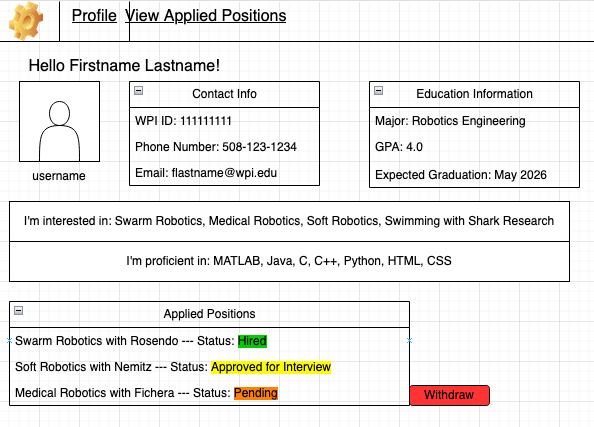 Profile View Applied Positions
Hello Firstname Lastname!
username
Contact Info
WPI ID: 111111111
Phone Number: 508-123-1234
Email: flastname@wpi.edu
Education Information
Major: Robotics Engineering
GPA: 4.0
Expected Graduation: May 2026
I'm interested in: Swarm Robotics, Medical Robotics, Soft Robotics, Swimming with Shark Research
I'm proficient in: MATLAB, Java, C, C++, Python, HTML, CSS
Applied Positions
Swarm Robotics with Rosendo --- Status: Hired
Soft Robotics with Nemitz --- Status: Approved for Interview
Medical Robotics with Fichera --- Status: Pending
Withdraw